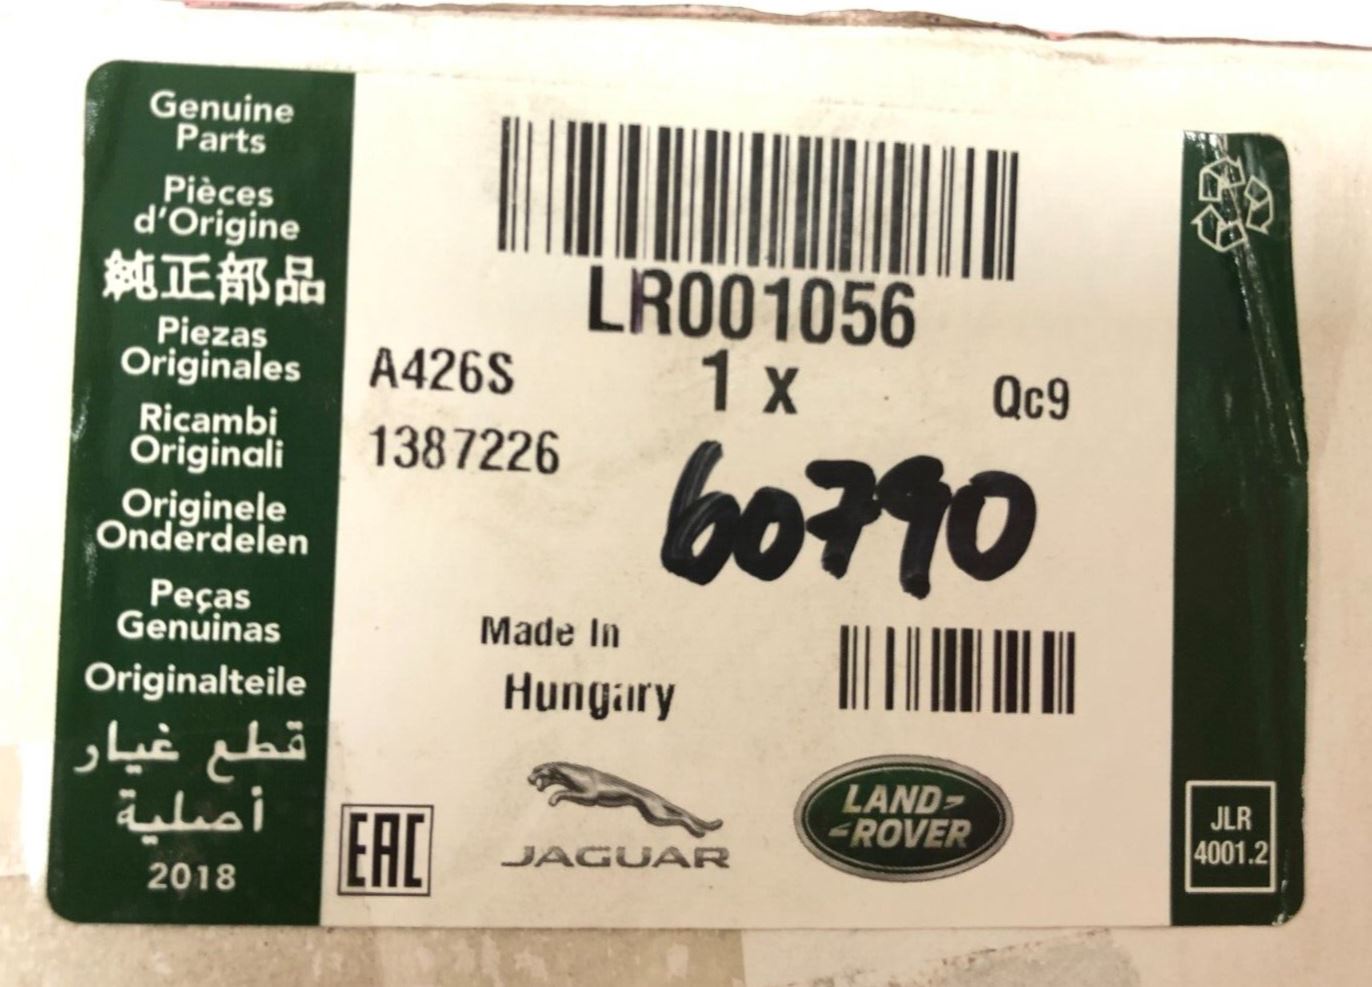 Genuine
Parts
Pièces
d'Origine
純正部品
Piezas
Originales
Ricambi
Originali
Originele
Onderdelen
Peças
Genuinas
Originalteile
قطع غيار
أصلية
2018
LR001056
A426S
1 x
Qc9
1387226
60790
Made In
Hungary
EAC
JAGUAR
LAND-
-ROVER
JLR
4001.2